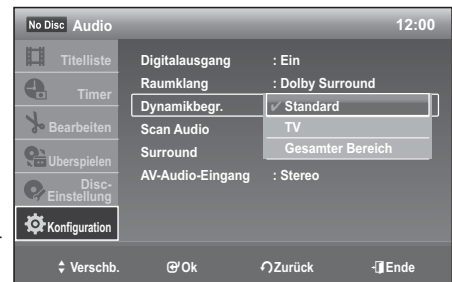 No Disc Audio 12:00
Titelliste
Timer
Bearbeiten
Uberspielen
Disc-
Einstellung
Konfiguration
Digitalausgang : Ein
Raumklang : Dolby Surround
Dynamikbegr. ✔ Standard
Scan Audio TV
Surround Gesamter Bereich
AV-Audio-Eingang : Stereo
Verschb. Ok Zurück Ende